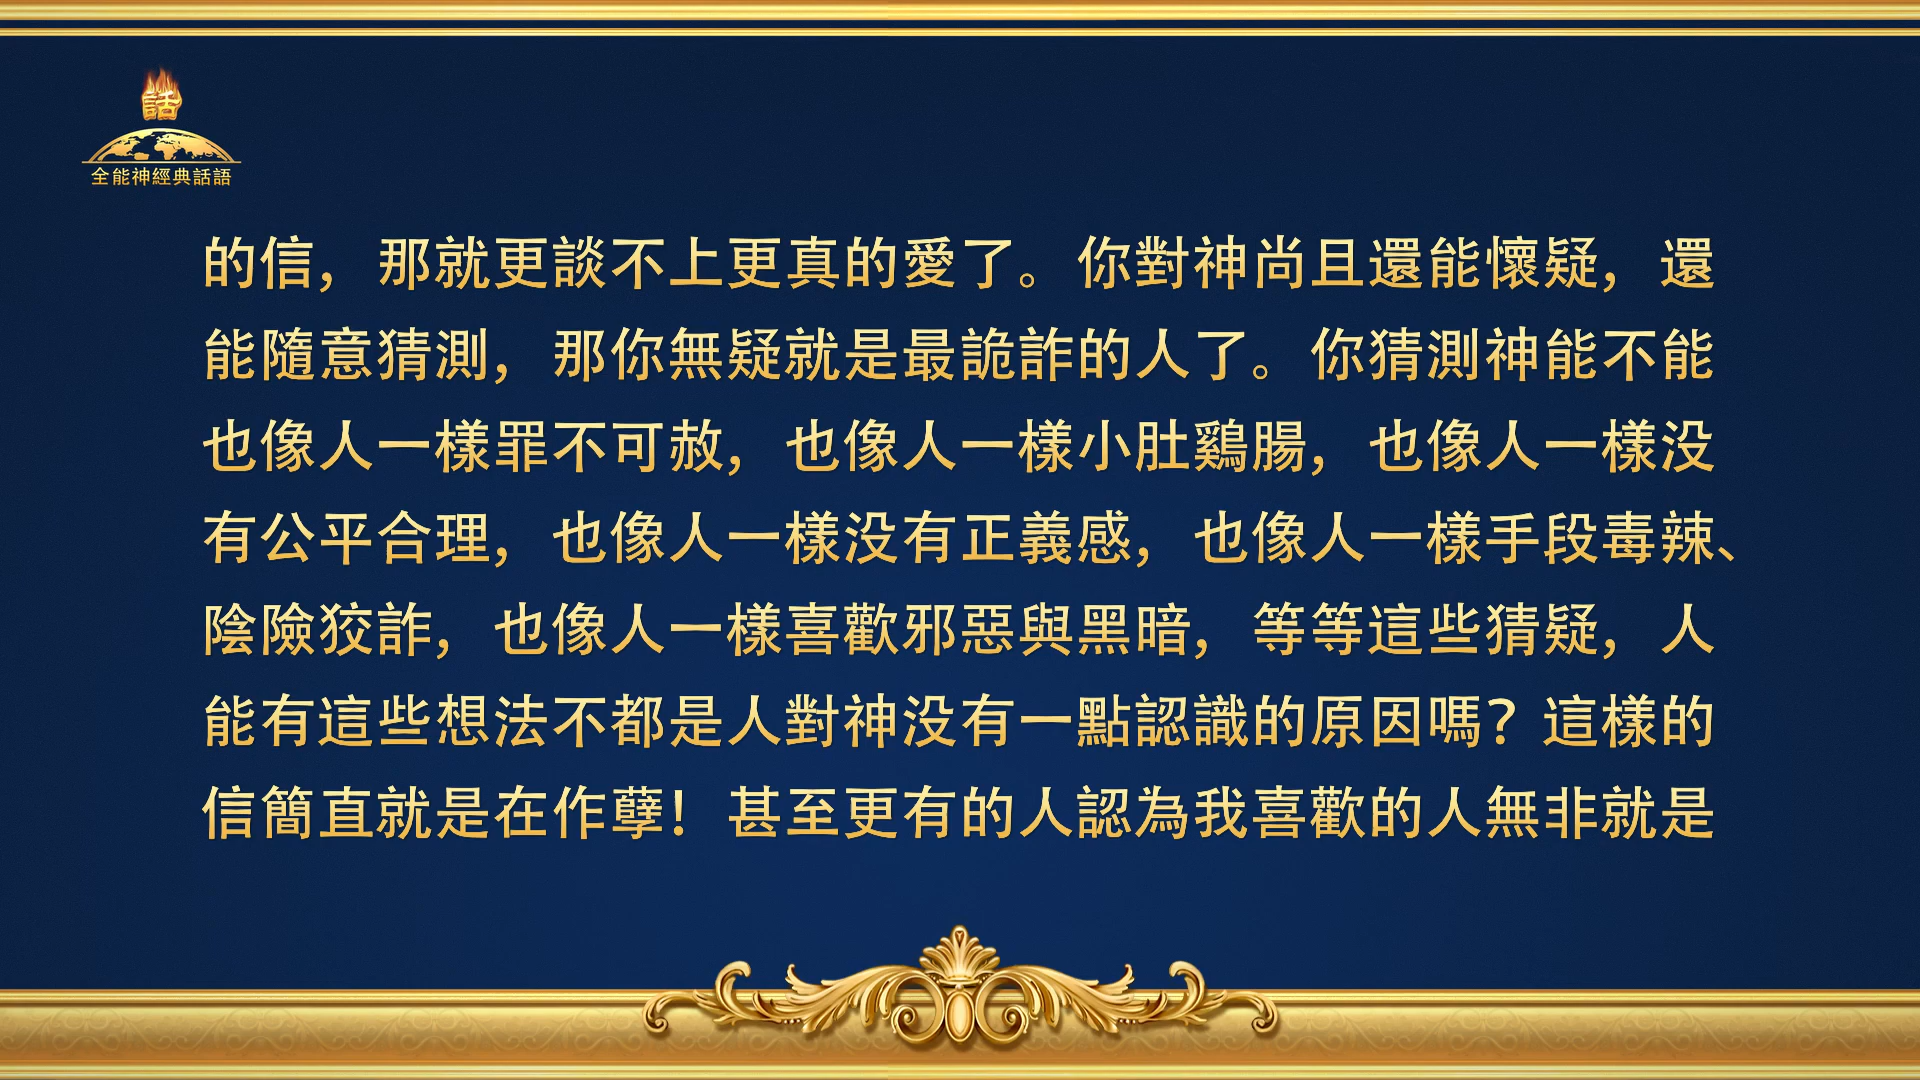 話
全能神經典話語
的信，那就更談不上更真的愛了。你對神尚且還能懷疑，還
能隨意猜測，那你無疑就是最詭詐的人了。你猜測神能不能
也像人一樣罪不可赦，也像人一樣小肚鷄腸，也像人一樣没
有公平合理，也像人一樣没有正義感，也像人一樣手段毒辣、
陰險狡詐，也像人一樣喜歡邪惡與黑暗，等等這些猜疑，人
能有這些想法不都是人對神没有一點認識的原因嗎？這樣的
信簡直就是在作孽！甚至更有的人認為我喜歡的人無非就是